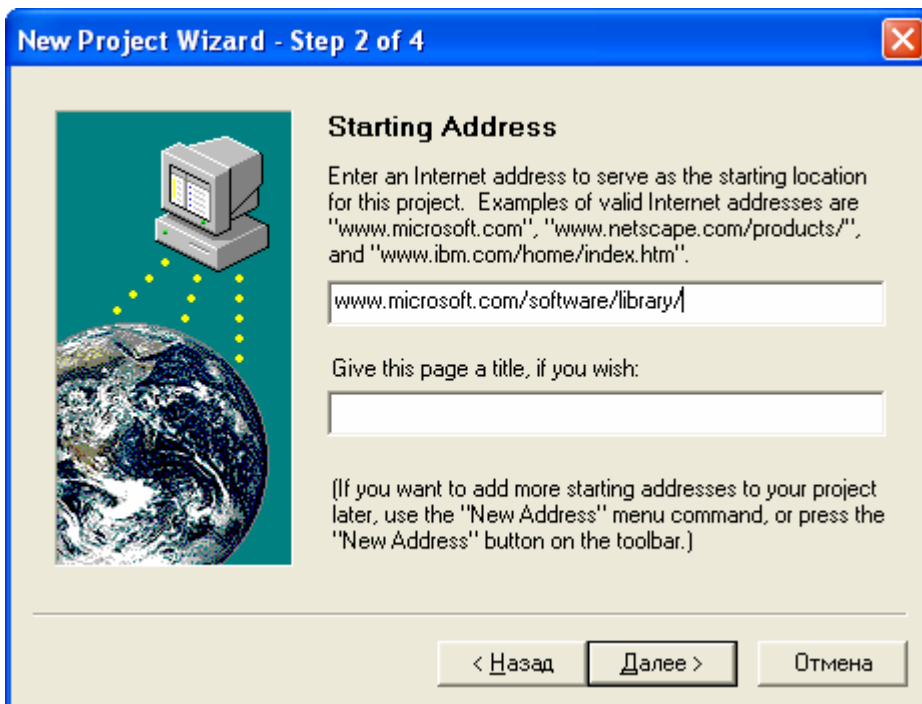 New Project Wizard - Step 2 of 4
Starting Address
Enter an Internet address to serve as the starting location
for this project.  Examples of valid Internet addresses are
"www.microsoft.com", "www.netscape.com/products/",
and "www.ibm.com/home/index.htm".
www.microsoft.com/software/library/
Give this page a title, if you wish:
(If you want to add more starting addresses to your project
later, use the "New Address" menu command, or press the
"New Address" button on the toolbar.)
< Назад Далее > Отмена